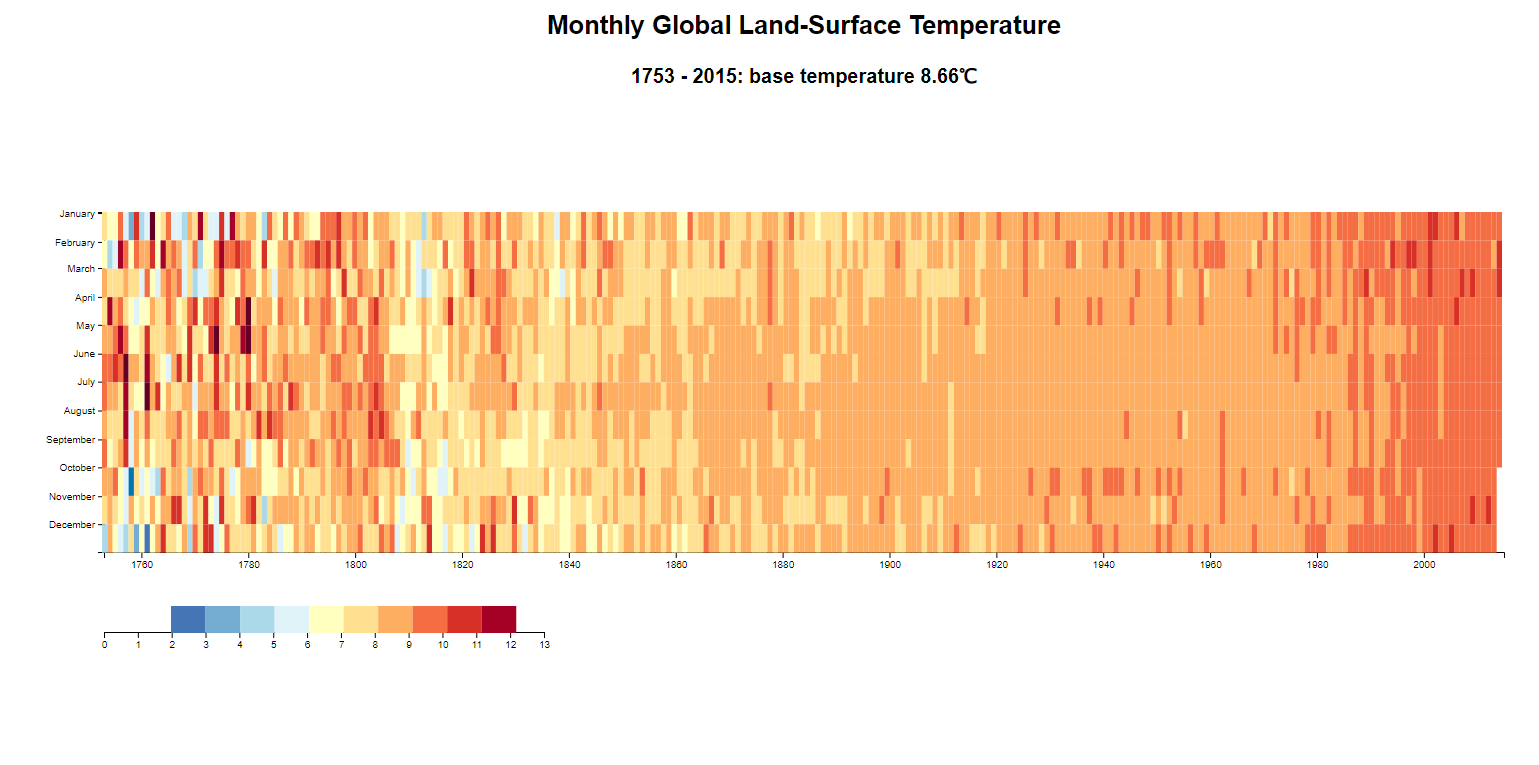 Monthly Global Land-Surface Temperature
1753 - 2015: base temperature 8.66℃
January
February
March
April
May
June
July
August
September
October
November
December
1760 1780 1800 1820 1840 1860 1880 1900 1920 1940 1960 1980 2000
0 1 2 3 4 5 6 7 8 9 10 11 12 13